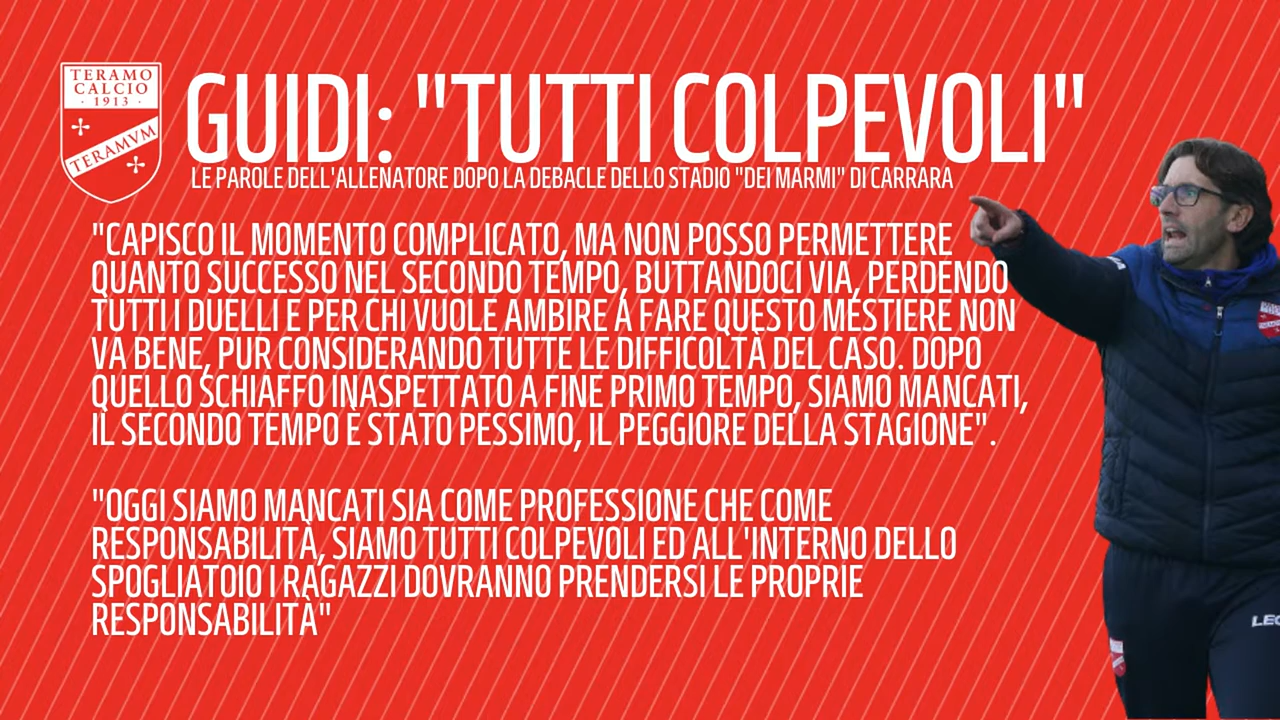 TERAMO
CALCIO
· 1913 ·
TERAMVM
GUIDI: "TUTTI COLPEVOLI"
LE PAROLE DELL'ALLENATORE DOPO LA DEBACLE DELLO STADIO "DEI MARMI" DI CARRARA
"CAPISCO IL MOMENTO COMPLICATO, MA NON POSSO PERMETTERE
QUANTO SUCCESSO NEL SECONDO TEMPO, BUTTANDOCI VIA, PERDENDO
TUTTI I DUELLI E PER CHI VUOLE AMBIRE A FARE QUESTO MESTIERE NON
VA BENE, PUR CONSIDERANDO TUTTE LE DIFFICOLTÀ DEL CASO. DOPO
QUELLO SCHIAFFO INASPETTATO A FINE PRIMO TEMPO, SIAMO MANCATI,
IL SECONDO TEMPO È STATO PESSIMO, IL PEGGIORE DELLA STAGIONE".
"OGGI SIAMO MANCATI SIA COME PROFESSIONE CHE COME
RESPONSABILITÀ, SIAMO TUTTI COLPEVOLI ED ALL'INTERNO DELLO
SPOGLIATOIO I RAGAZZI DOVRANNO PRENDERSI LE PROPRIE
RESPONSABILITÀ"